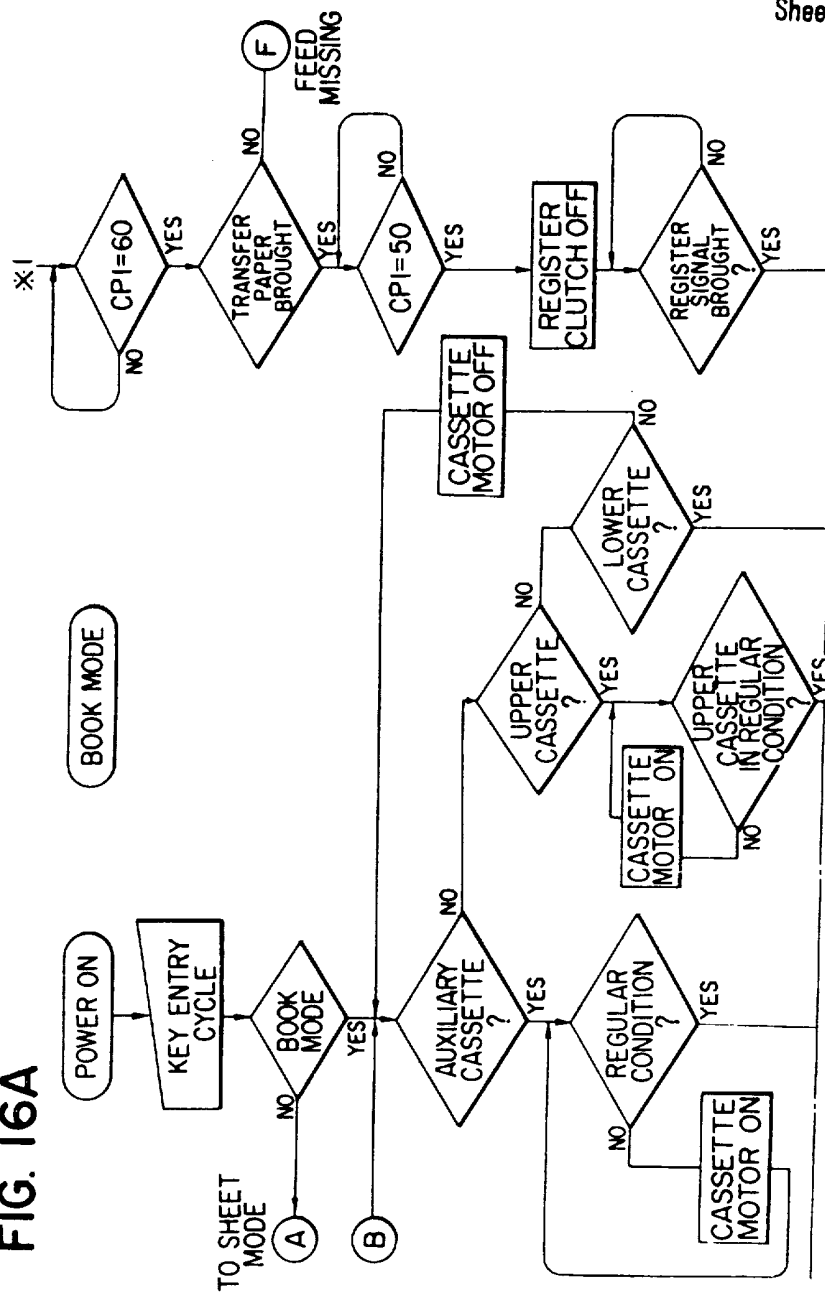 Shee
FIG. 16A
POWER ON
BOOK MODE
KEY ENTRY
CYCLE
BOOK
MODE
NO
YES
TO SHEET
MODE
A
B
AUXILIARY
CASSETTE
?
NO
YES
REGULAR
CONDITION
?
NO
YES
CASSETTE
MOTOR ON
UPPER
CASSETTE
?
NO
YES
CASSETTE
MOTOR ON
UPPER
CASSETTE
IN REGULAR
CONDITION
?
NO
YES
LOWER
CASSETTE
?
NO
YES
CASSETTE
MOTOR OFF
※1
CP1=60
NO
YES
TRANSFER
PAPER
BROUGHT
NO
YES
F
FEED
MISSING
CP1=50
NO
YES
REGISTER
CLUTCH OFF
REGISTER
SIGNAL
BROUGHT
?
NO
YES